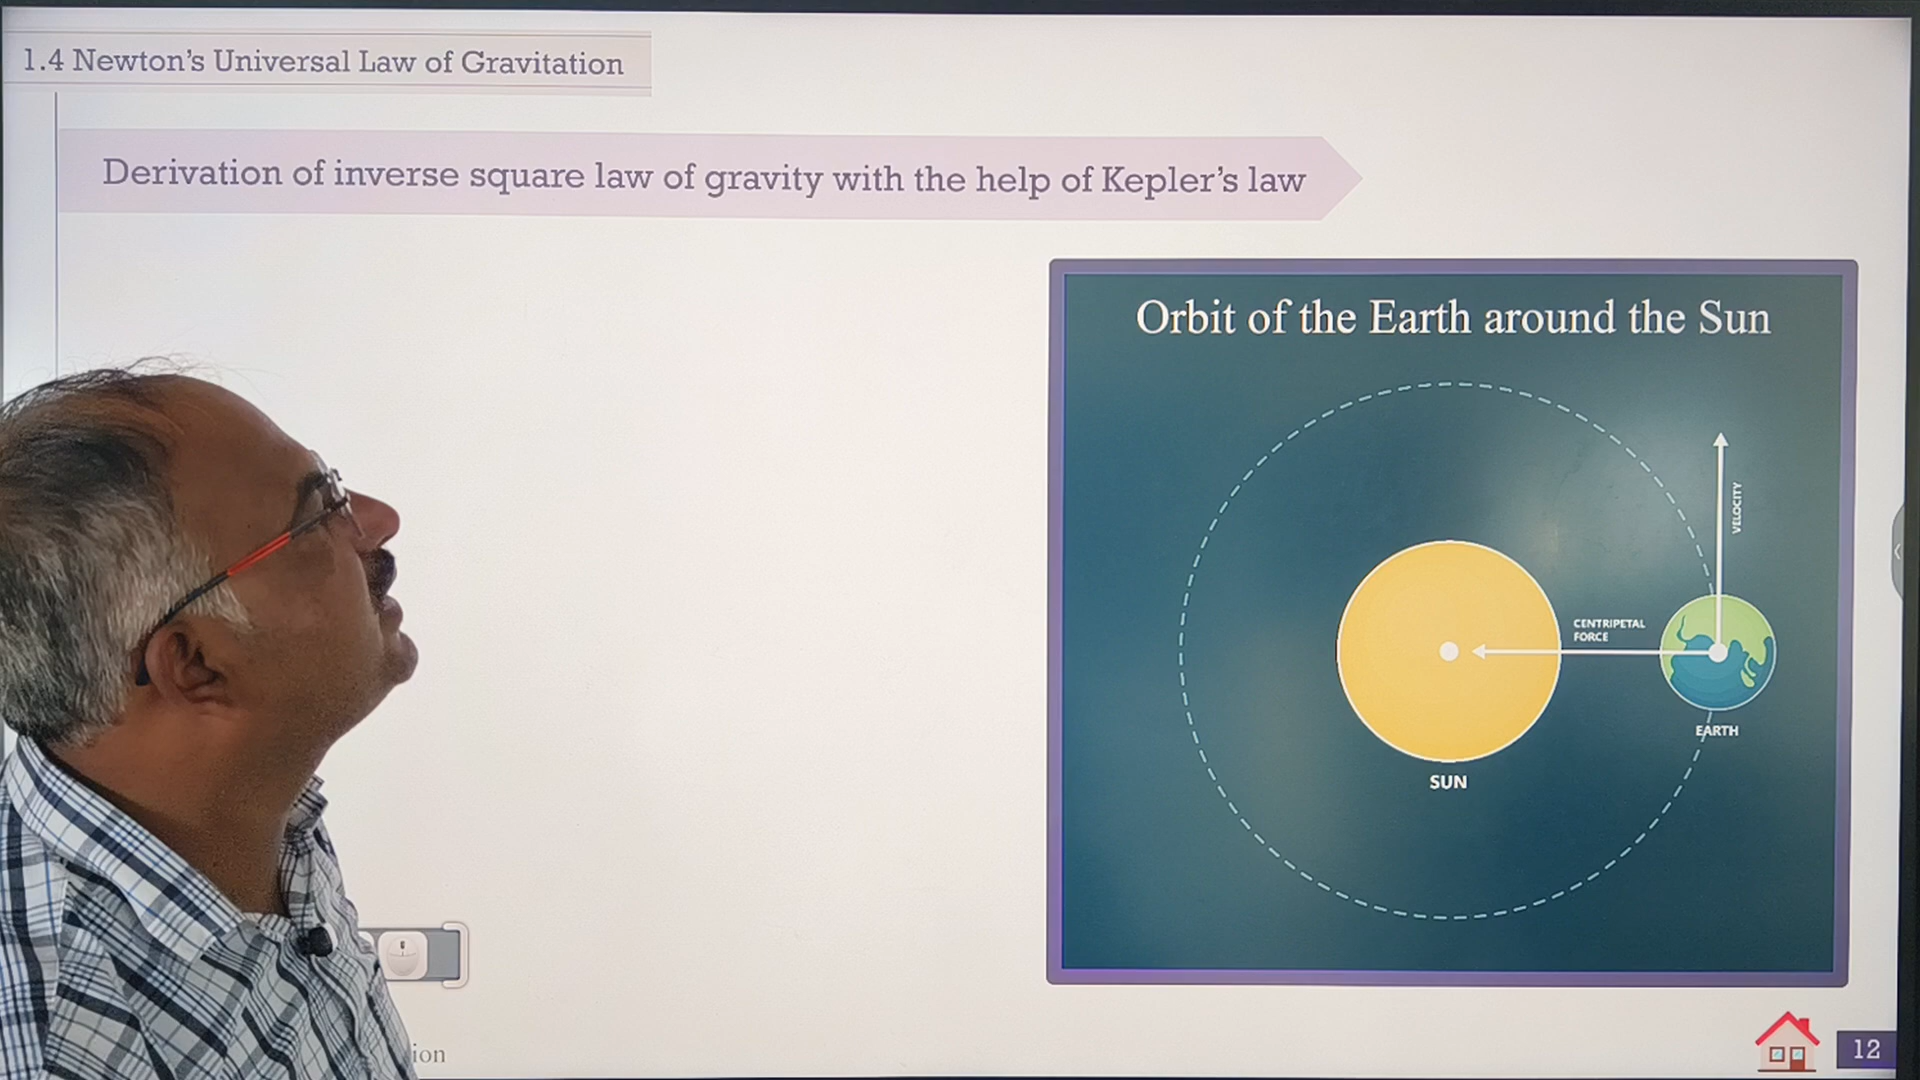 1.4 Newton's Universal Law of Gravitation
Derivation of inverse square law of gravity with the help of Kepler's law
Orbit of the Earth around the Sun
VELOCITY
CENTRIPETAL
FORCE
EARTH
SUN
12